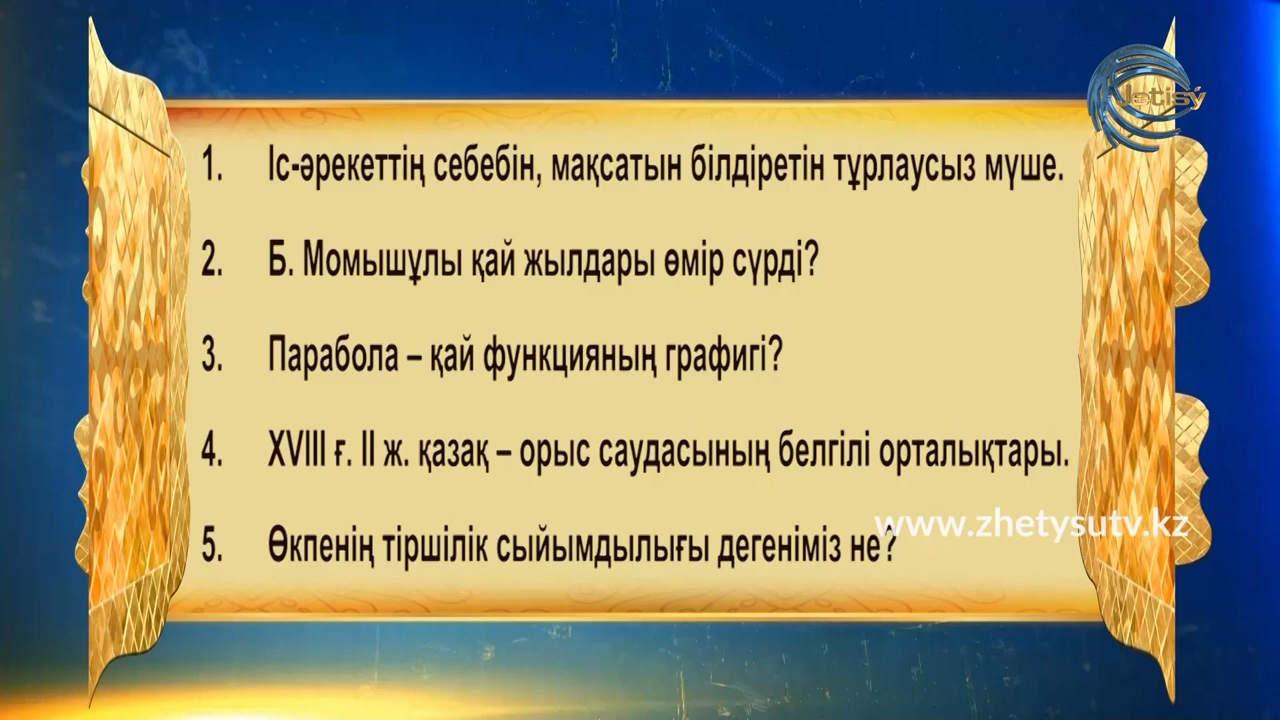 Jetisý
1. Іс-әрекеттің себебін, мақсатын білдіретін тұрлаусыз мүше.
2. Б. Момышұлы қай жылдары өмір сүрді?
3. Парабола – қай функцияның графигі?
4. XVIII ғ. II ж. қазақ – орыс саудасының белгілі орталықтары.
www.zhetysutv.kz
5. Өкпенің тіршілік сыйымдылығы дегеніміз не?